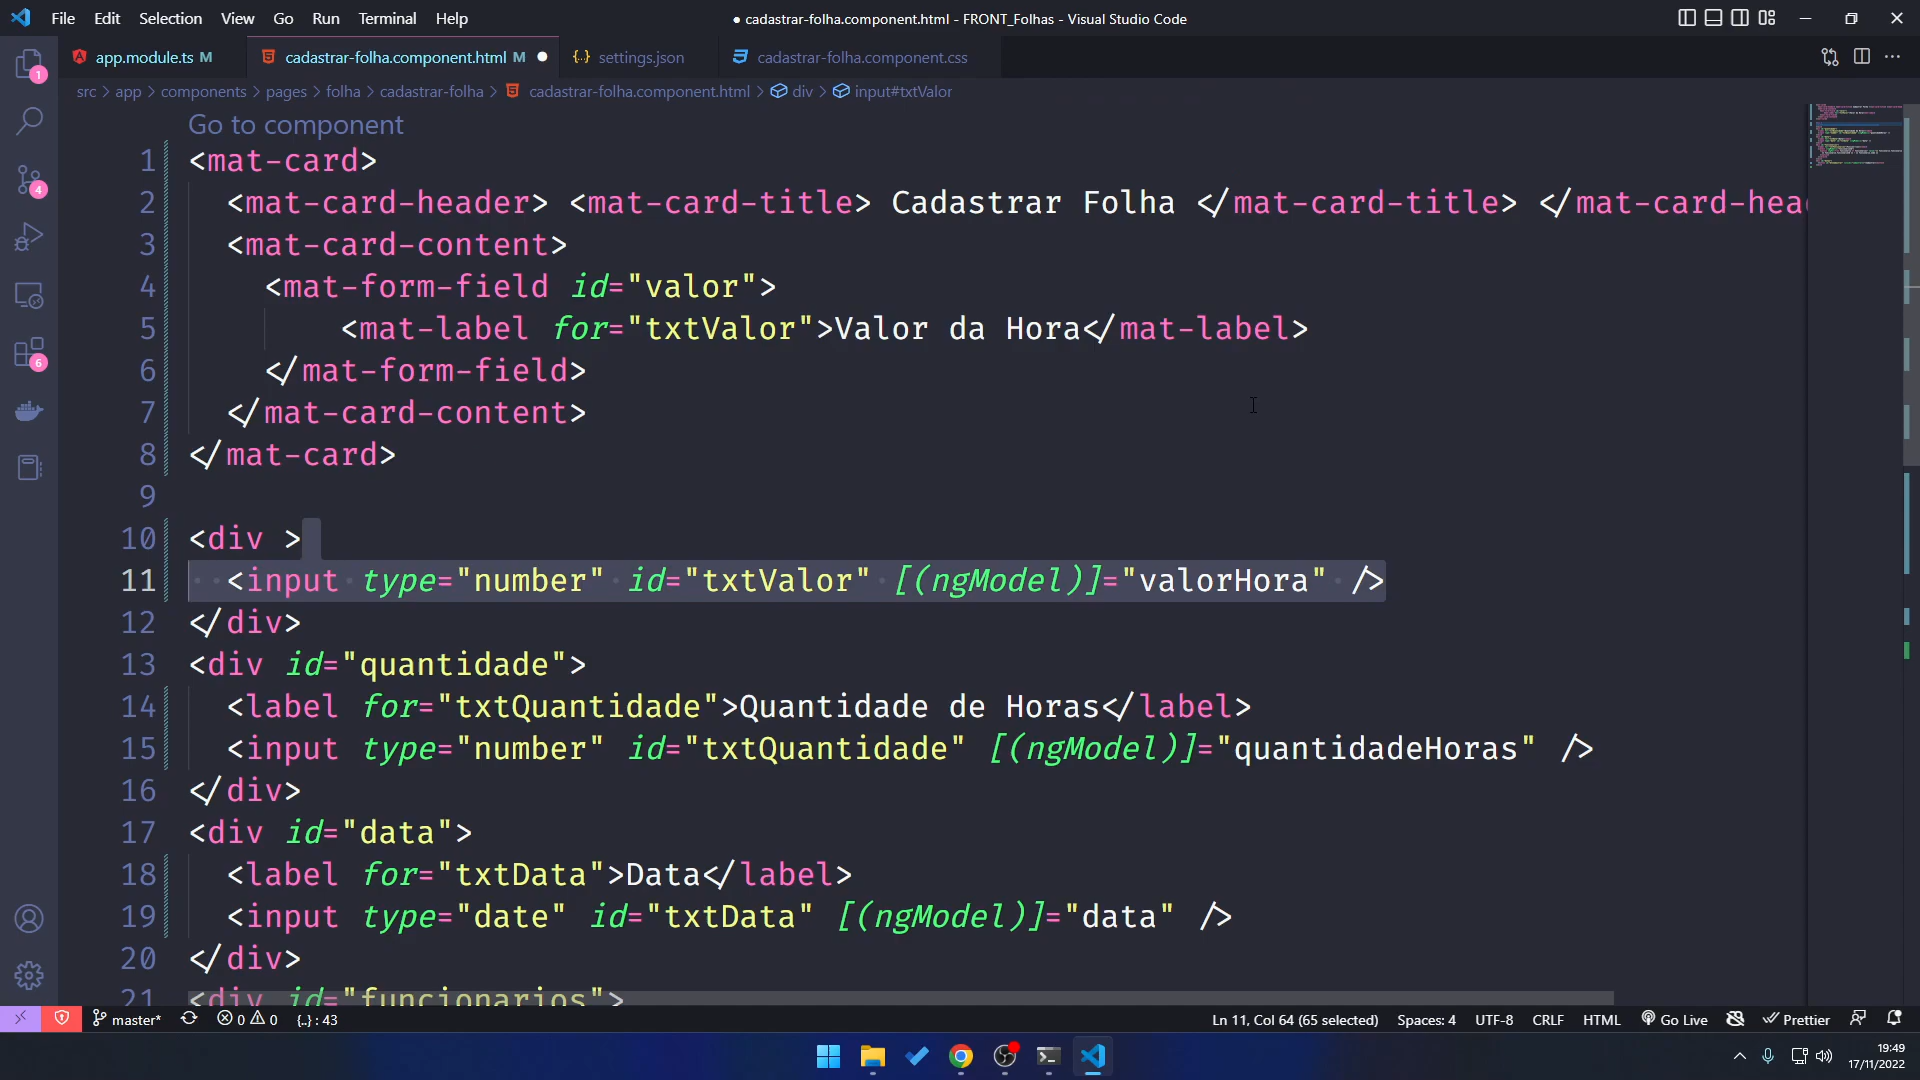 File Edit Selection View Go Run Terminal Help
● cadastrar-folha.component.html - FRONT_Folhas - Visual Studio Code
app.module.ts M cadastrar-folha.component.html M ● {} settings.json cadastrar-folha.component.css
src > app > components > pages > folha > cadastrar-folha > cadastrar-folha.component.html > div > input#txtValor
1
4
6
Go to component
1 <mat-card>
2 <mat-card-header> <mat-card-title> Cadastrar Folha </mat-card-title> </mat-card-hea
3 <mat-card-content>
4 <mat-form-field id="valor">
5 <mat-label for="txtValor">Valor da Hora</mat-label>
6 </mat-form-field>
7 </mat-card-content>
8 </mat-card>
9
10 <div >
11 <input type="number" id="txtValor" [(ngModel)]="valorHora" />
12 </div>
13 <div id="quantidade">
14 <label for="txtQuantidade">Quantidade de Horas</label>
15 <input type="number" id="txtQuantidade" [(ngModel)]="quantidadeHoras" />
16 </div>
17 <div id="data">
18 <label for="txtData">Data</label>
19 <input type="date" id="txtData" [(ngModel)]="data" />
20 </div>
21 <div id="funcionarios">
master* 0 0 {..} : 43 Ln 11, Col 64 (65 selected) Spaces: 4 UTF-8 CRLF HTML Go Live Prettier
19:49
17/11/2022